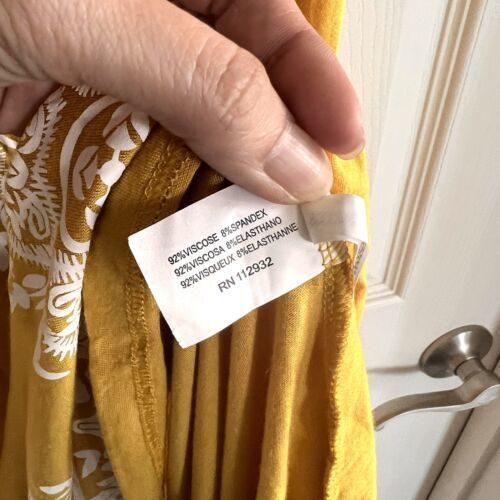 92%VISCOSE 8%SPANDEX
92%VISCOSA 8%ELASTHANO
92%VISQUEUX 8%ELASTHANNE
RN 112932